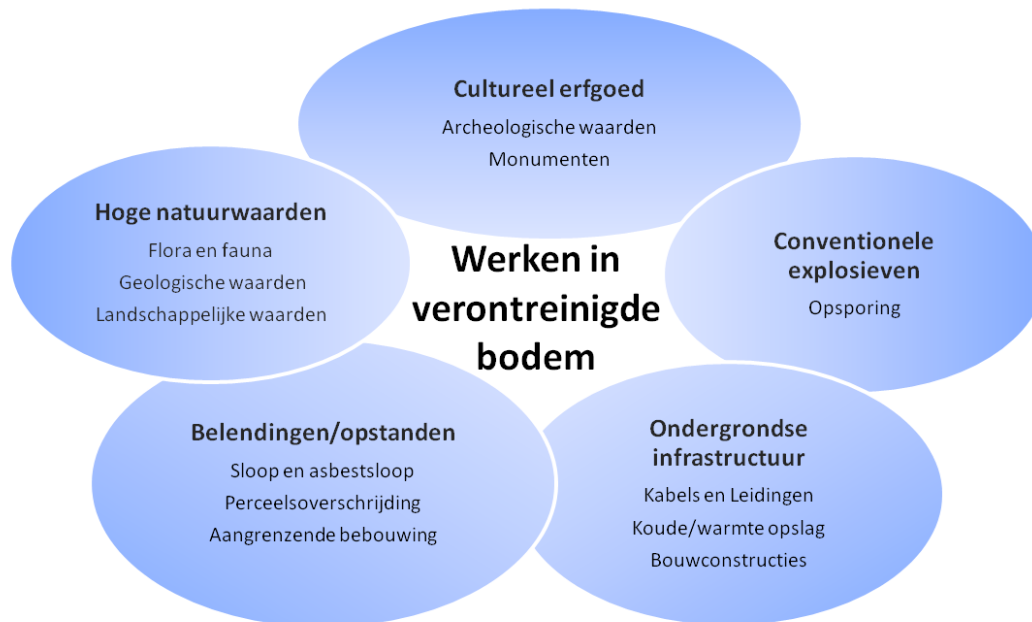 Cultureel erfgoed
Archeologische waarden
Monumenten
Hoge natuurwaarden
Flora en fauna
Geologische waarden
Landschappelijke waarden
Werken in
verontreinigde
bodem
Conventionele
explosieven
Opsporing
Belendingen/opstanden
Sloop en asbestsloop
Perceelsoverschrijding
Aangrenzende bebouwing
Ondergrondse
infrastructuur
Kabels en Leidingen
Koude/warmte opslag
Bouwconstructies